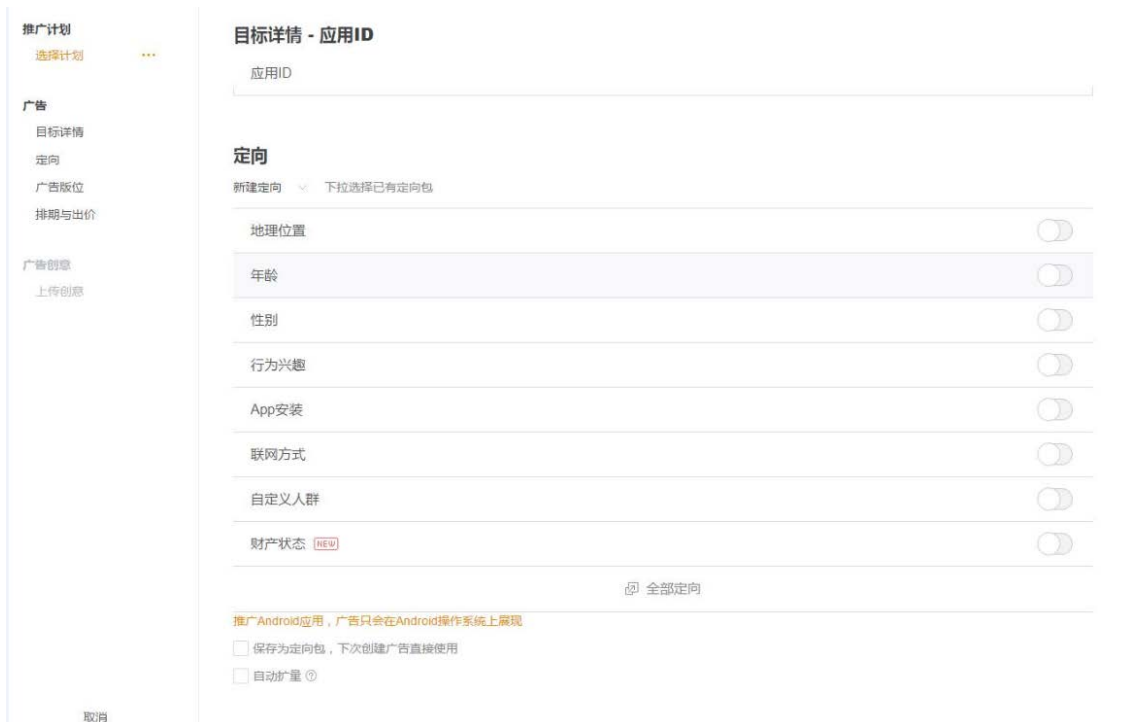 推广计划
选择计划 •••
广告
目标详情
定向
广告版位
排期与出价
广告创意
上传创意
取消
目标详情 - 应用ID
应用ID
定向
新建定向 下拉选择已有定向包
地理位置
年龄
性别
行为兴趣
App安装
联网方式
自定义人群
财产状态 NEW
全部定向
推广Android应用，广告只会在Android操作系统上展现
保存为定向包，下次创建广告直接使用
自动扩量 ?